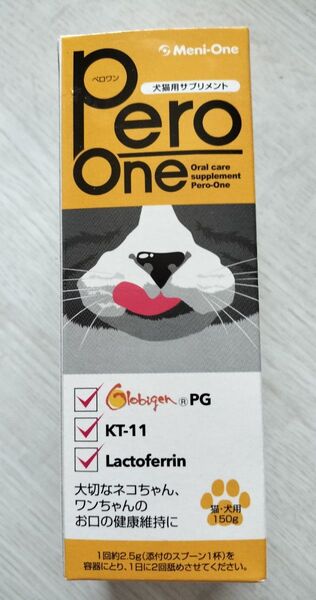 Meni-One
犬猫用サプリメント
ペロワン
Pero
One
Oral care
supplement
Pero-One
Globigen® PG
KT-11
Lactoferrin
大切なネコちゃん、
ワンちゃんの
お口の健康維持に
猫・犬用
150g
1回約2.5g(添付のスプーン1杯)を
容器にとり、1日に2回舐めさせてください。